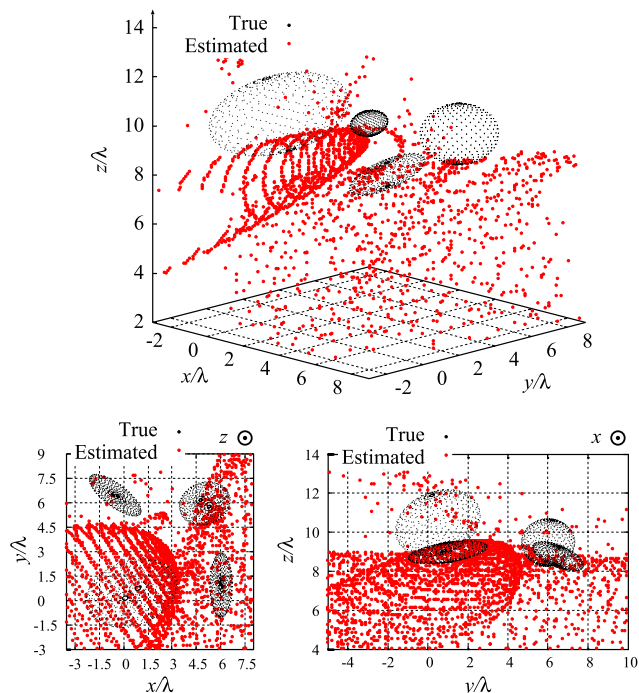 14
12
10
8
6
4
2
z/λ
True
Estimated
-2 0 2 4 6 8
x/λ
-2 0 2 4 6 8
y/λ
True
Estimated
z
9
7.5
6
4.5
3
1.5
0
-1.5
-3
y/λ
-3 -1.5 0 1.5 3 4.5 6 7.5
x/λ
True
Estimated
x
14
12
10
8
6
4
z/λ
-4 -2 0 2 4 6 8 10
y/λ